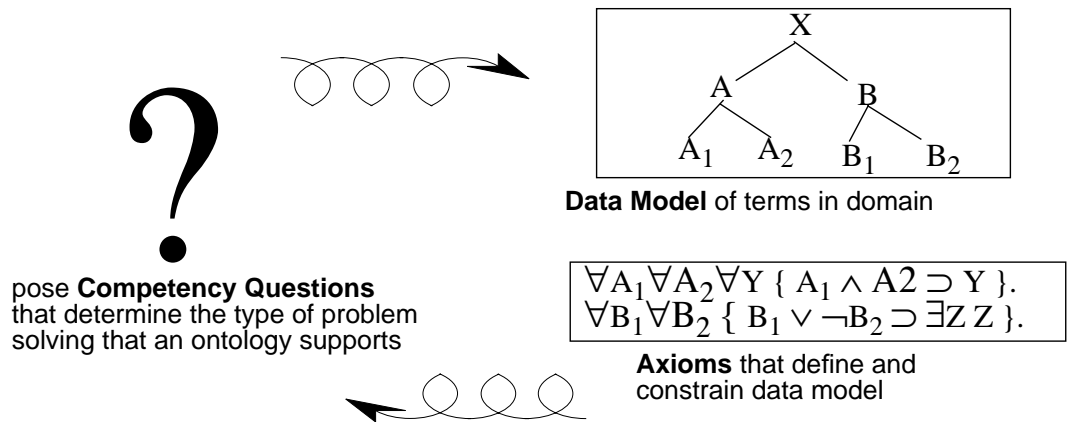 ?
X
A B
A₁ A₂ B₁ B₂
Data Model of terms in domain
pose Competency Questions
that determine the type of problem
solving that an ontology supports
∀A₁∀A₂∀Y { A₁ ∧ A2 ⊃ Y }.
∀B₁∀B₂ { B₁ ∨ ¬B₂ ⊃ ∃Z Z }.
Axioms that define and
constrain data model